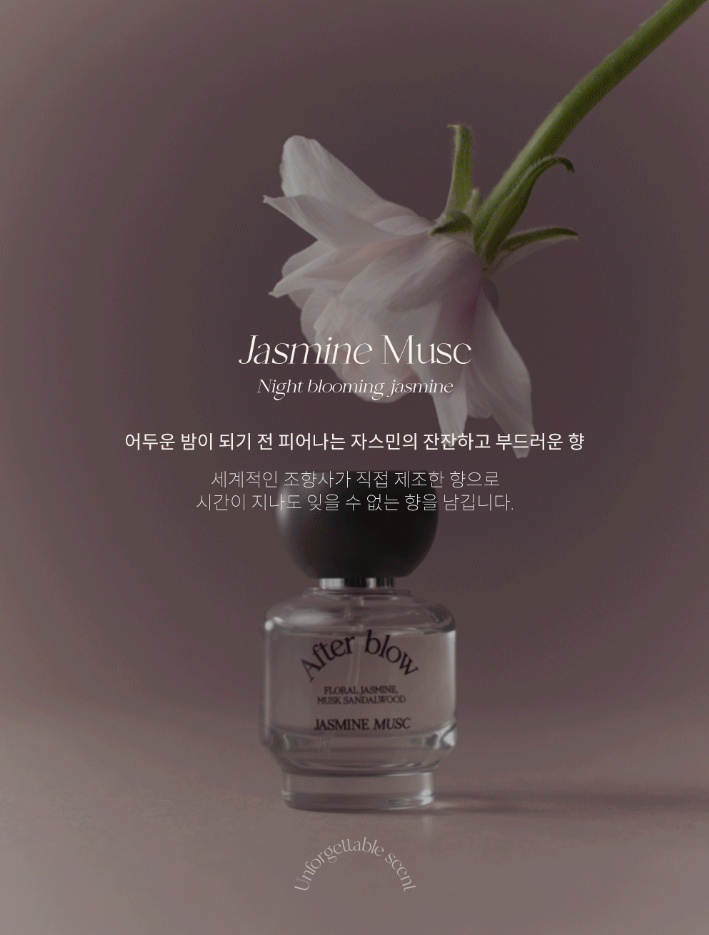 Jasmine Musc
Night blooming jasmine
어두운 밤이 되기 전 피어나는 자스민의 잔잔하고 부드러운 향
세계적인 조향사가 직접 제조한 향으로
시간이 지나도 잊을 수 없는 향을 남깁니다.
After blow
FLORAL JASMINE,
MUSK SANDALWOOD
JASMINE MUSC
Unforgettable scent